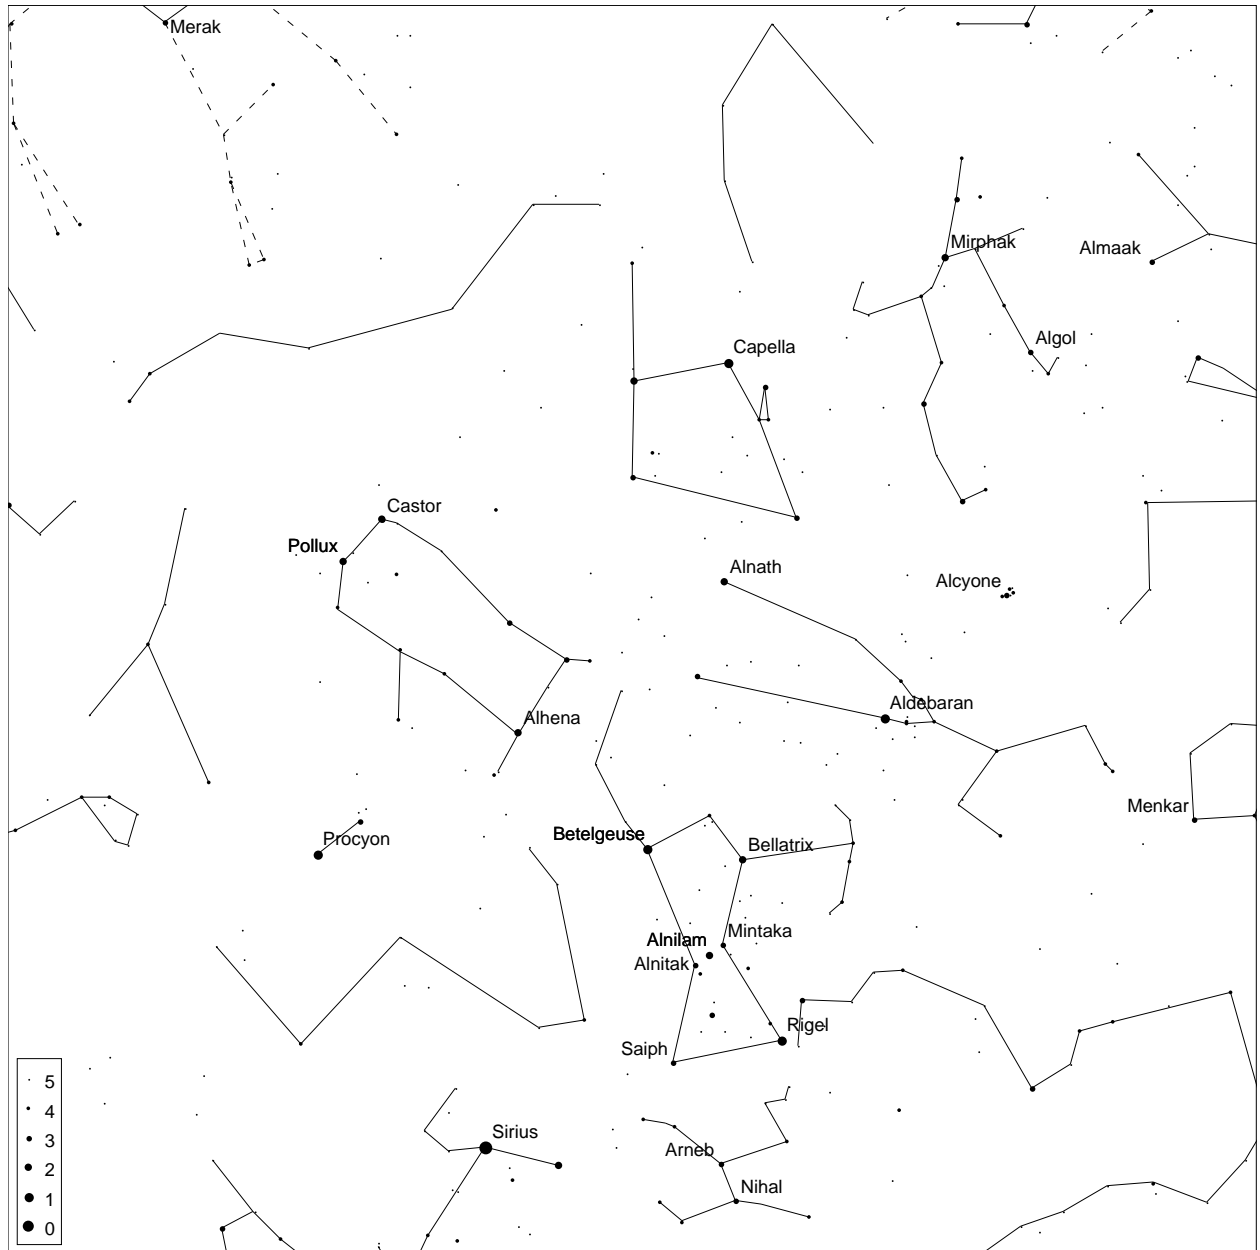 Merak
Mirphak
Almaak
Capella
Algol
Castor
Pollux
Alnath
Alcyone
Aldebaran
Alhena
Menkar
Procyon
Betelgeuse
Bellatrix
Mintaka
Alnilam
Alnitak
Rigel
Saiph
Sirius
Arneb
Nihal
5
4
3
2
1
0